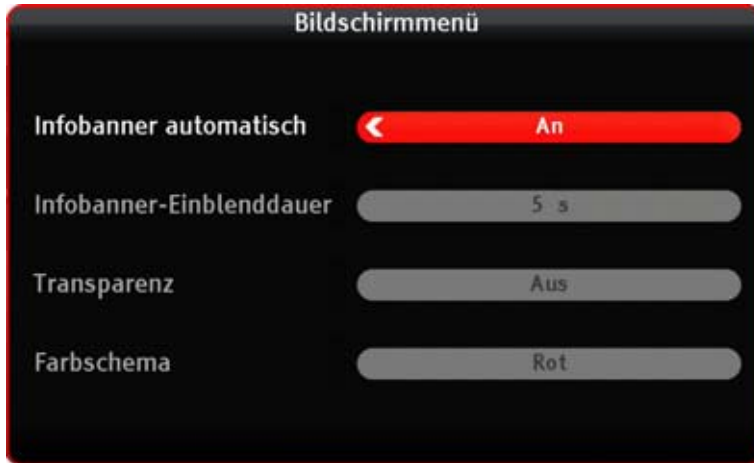 Bildschirmmenü
Infobanner automatisch An
Infobanner-Einblenddauer 5 s
Transparenz Aus
Farbschema Rot